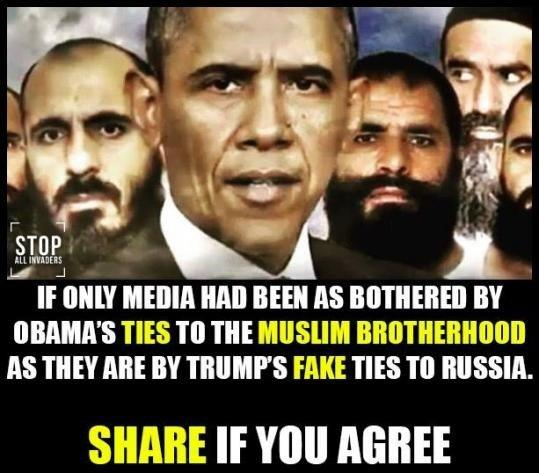 STOP
ALL INVADERS
IF ONLY MEDIA HAD BEEN AS BOTHERED BY
OBAMA'S TIES TO THE MUSLIM BROTHERHOOD
AS THEY ARE BY TRUMP'S FAKE TIES TO RUSSIA.
SHARE IF YOU AGREE